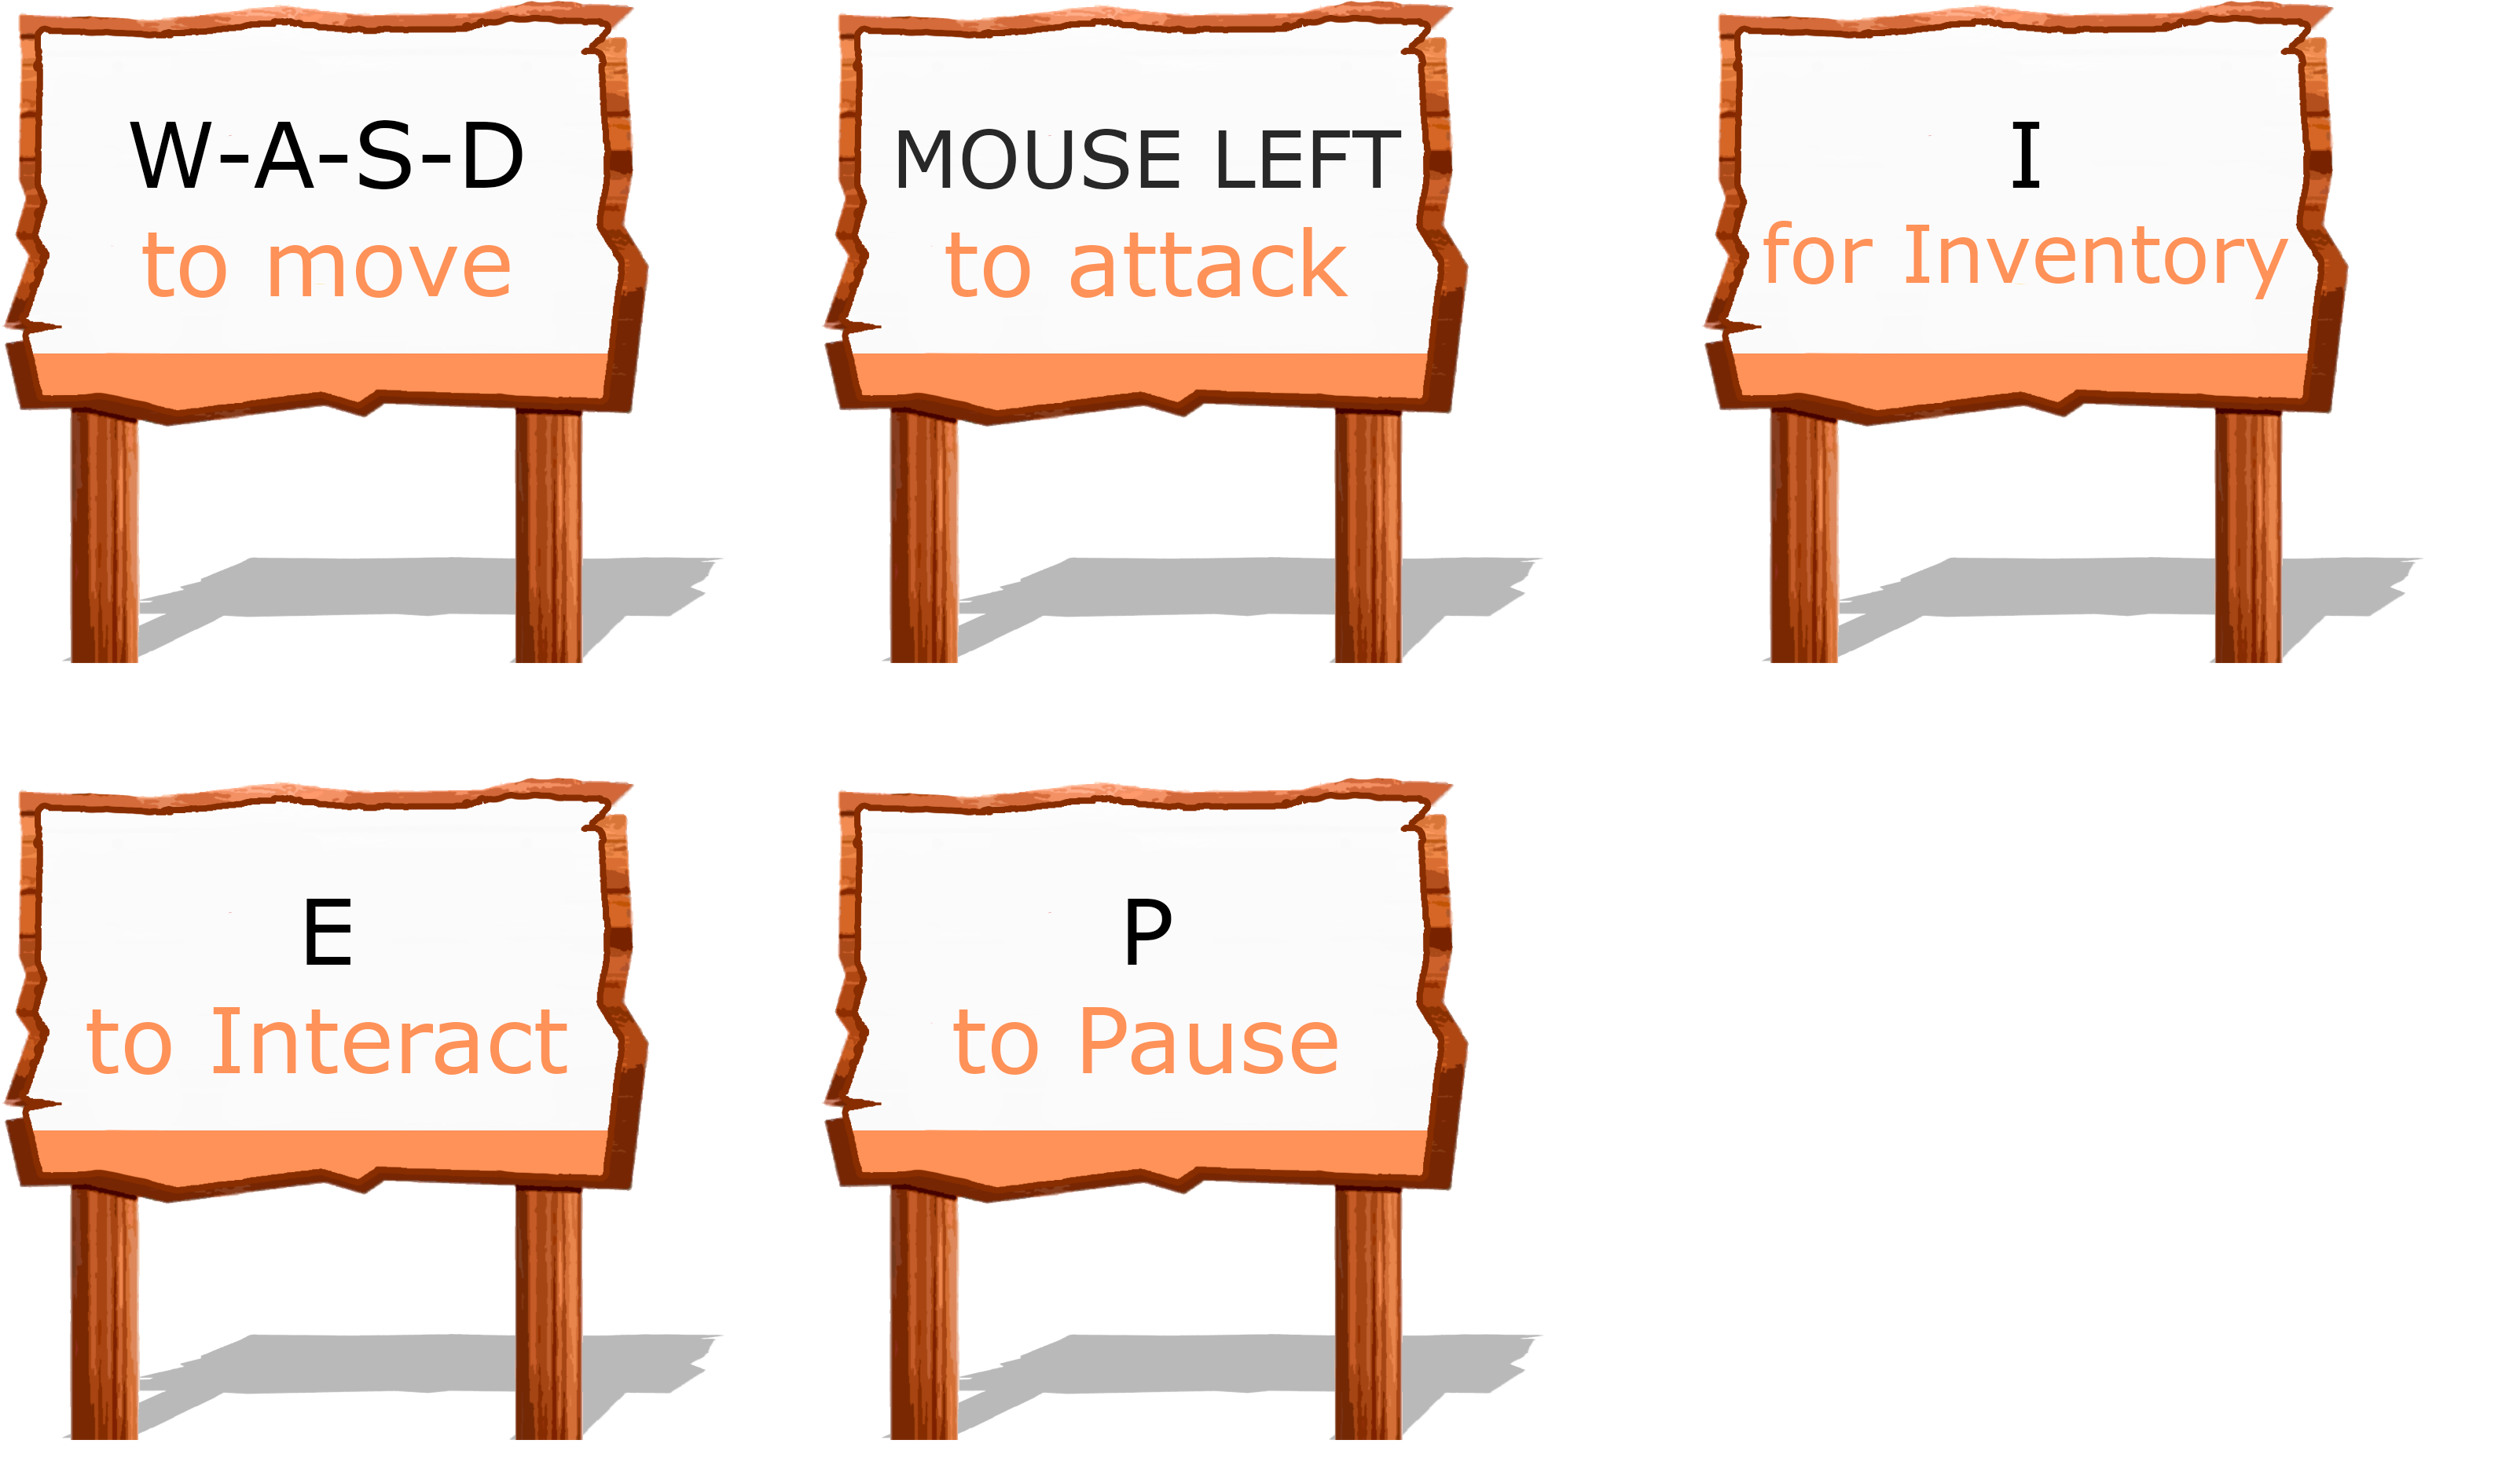 W-A-S-D
to move
MOUSE LEFT
to attack
I
for Inventory
E
to Interact
P
to Pause